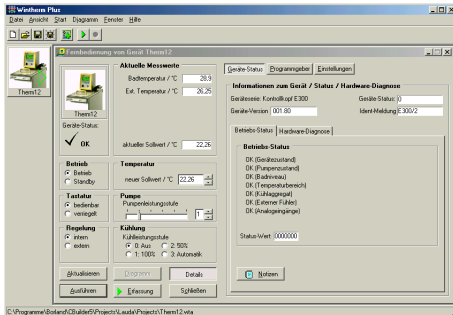 Wintherm Plus
Datei Ansicht Start Diagramm Fenster Hilfe
Fernbedienung von Gerät Therm12
Therm12
Therm12
Geräte-Status:
OK
Aktuelle Messwerte
Badtemperatur / °C 28,9
Ext. Temperatur / °C 26,25
aktueller Sollwert / °C 22,26
Betrieb
Betrieb
Standby
Temperatur
neuer Sollwert / °C 22,26
Tastatur
bedienbar
verriegelt
Pumpe
Pumpenleistungsstufe
1
Regelung
intern
extern
Kühlung
Kühlleistungsstufe
0: Aus 2: 50%
1: 100% 3: Automatik
Aktualisieren Diagramm Details
Ausführen Erfassung Schließen
Geräte-Status Programmgeber Einstellungen
Informationen zum Gerät / Status / Hardware-Diagnose
Geräteserie: Kontrollkopf E300 Geräte-Status: 0
Geräte-Version 001.80 Ident-Meldung E300/2
Betriebs-Status Hardware-Diagnose
Betriebs-Status
OK (Gerätezustand)
OK (Pumpenzustand)
OK (Badniveau)
OK (Temperaturbereich)
OK (Kühlaggregat)
OK (Externer Fühler)
OK (Analogeingänge)
Status-Wert 0000000
Notizen
C:\Programme\Borland\CBuilder5\Projects\Lauda\Projects\Therm12.wta